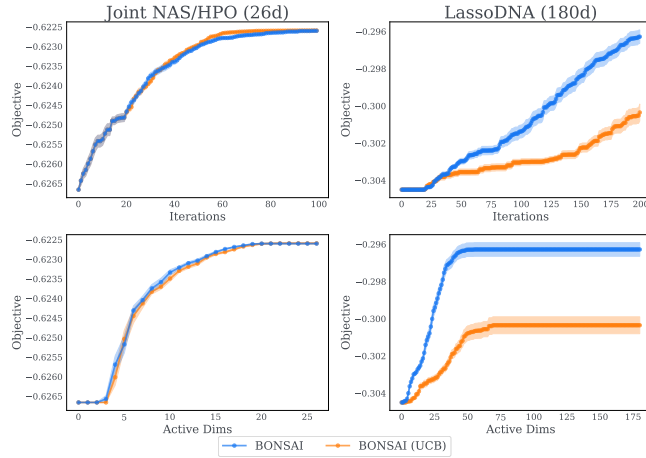 Joint NAS/HPO (26d)
LassoDNA (180d)
Objective
−0.6225
−0.6230
−0.6235
−0.6240
−0.6245
−0.6250
−0.6255
−0.6260
−0.6265
0 20 40 60 80 100
Iterations
Objective
−0.296
−0.298
−0.300
−0.302
−0.304
0 25 50 75 100 125 150 175 200
Iterations
Objective
−0.6225
−0.6230
−0.6235
−0.6240
−0.6245
−0.6250
−0.6255
−0.6260
−0.6265
0 5 10 15 20 25
Active Dims
Objective
−0.296
−0.298
−0.300
−0.302
−0.304
0 25 50 75 100 125 150 175
Active Dims
BONSAI BONSAI (UCB)